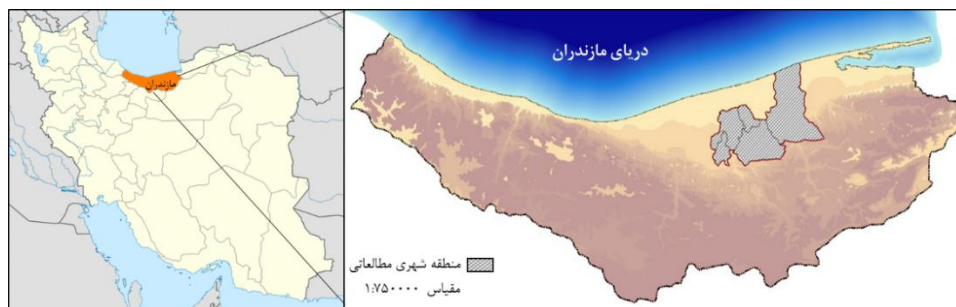 مازندران
دریای مازندران
منطقه شهری مطالعاتی
مقیاس ۱:۷۵۰۰۰۰